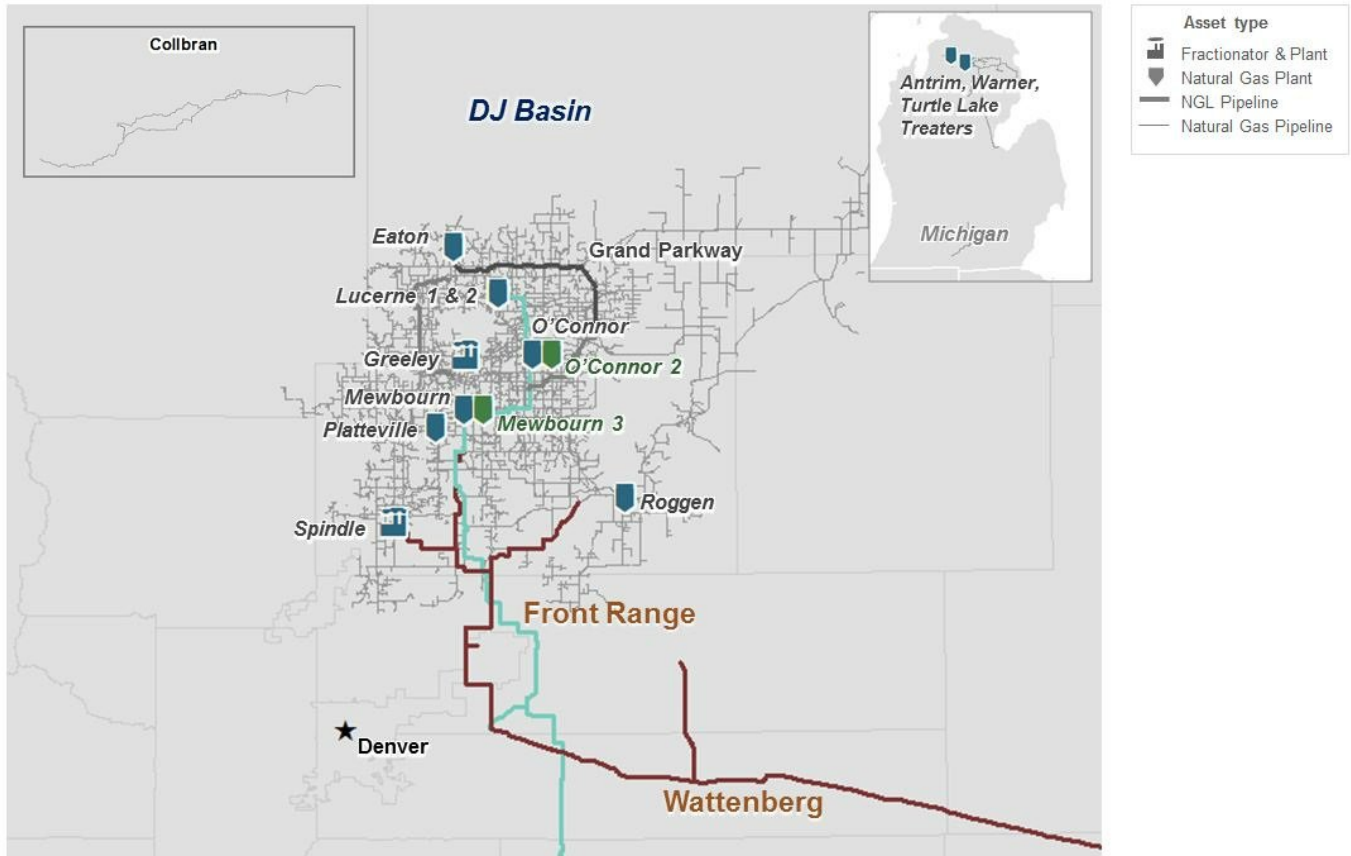 Collbran
DJ Basin
Antrim, Warner,
Turtle Lake
Treaters
Michigan
Asset type
Fractionator & Plant
Natural Gas Plant
NGL Pipeline
Natural Gas Pipeline
Eaton
Grand Parkway
Lucerne 1 & 2
O'Connor
Greeley
O'Connor 2
Mewbourn
Mewbourn 3
Platteville
Roggen
Spindle
Front Range
Denver
Wattenberg